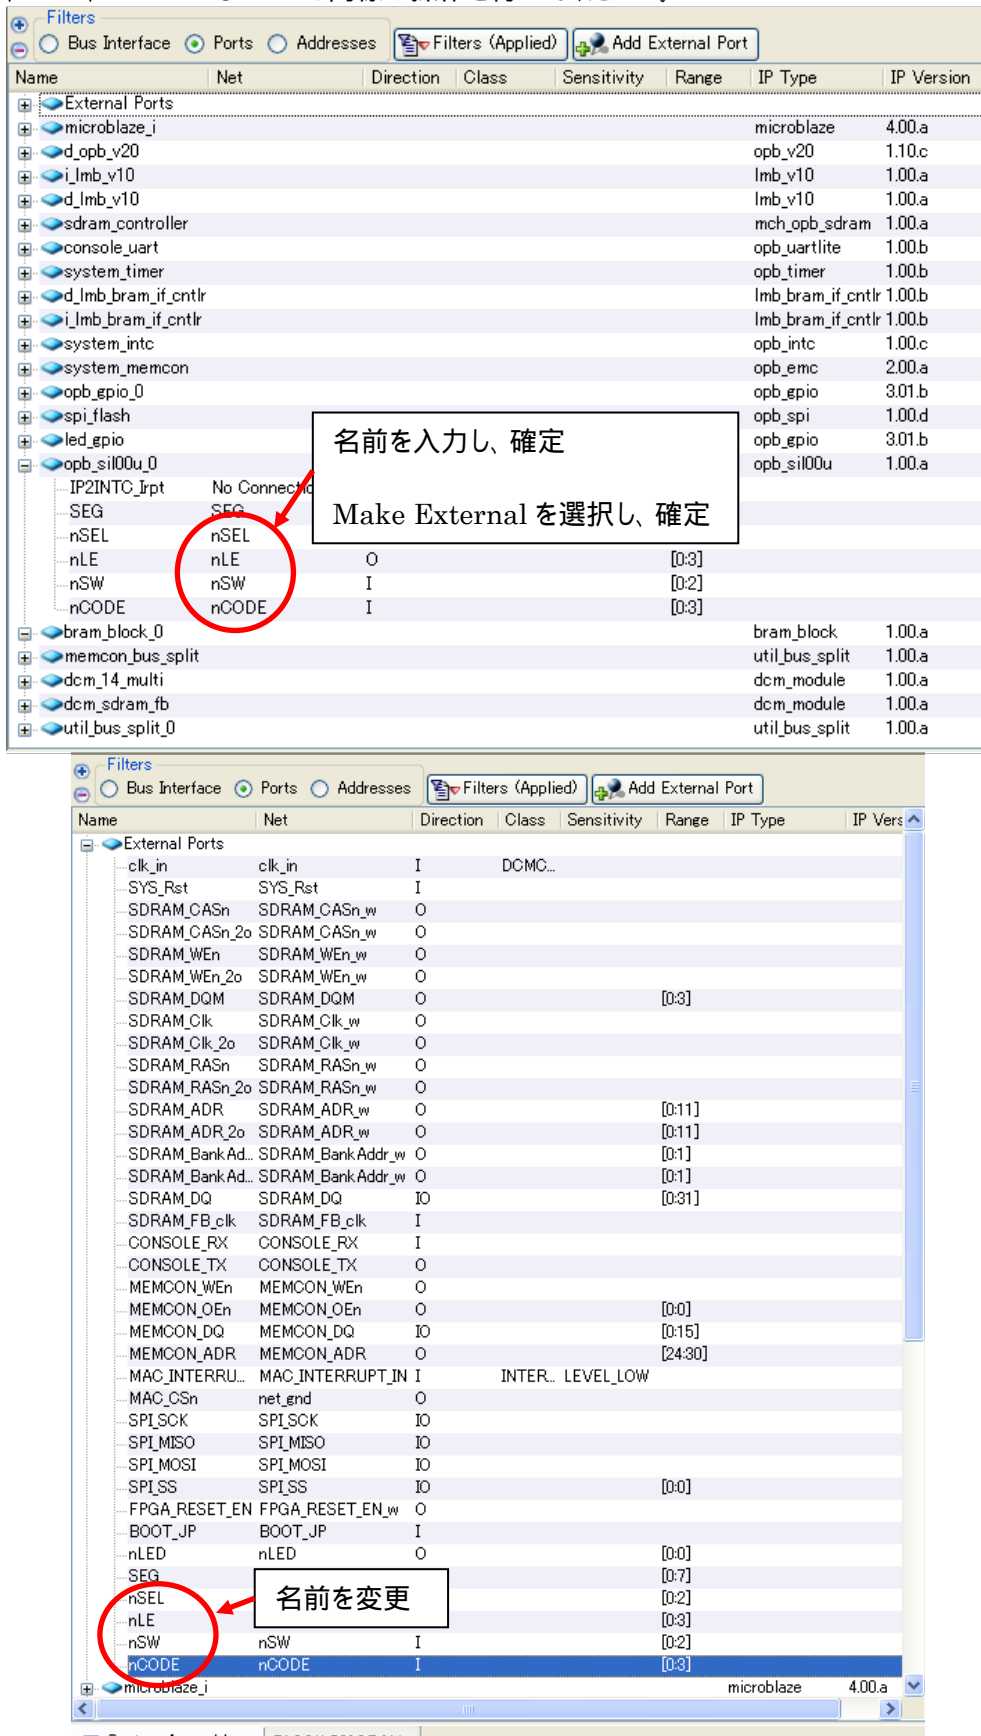 Filters
Bus Interface Ports Addresses Filters (Applied) Add External Port
Name Net Direction Class Sensitivity Range IP Type IP Version
External Ports
microblaze_i microblaze 4.00.a
d_opb_v20 opb_v20 1.10.c
i_lmb_v10 lmb_v10 1.00.a
d_lmb_v10 lmb_v10 1.00.a
sdram_controller mch_opb_sdram 1.00.a
console_uart opb_uartlite 1.00.b
system_timer opb_timer 1.00.b
d_lmb_bram_if_cntlr lmb_bram_if_cntlr 1.00.b
i_lmb_bram_if_cntlr lmb_bram_if_cntlr 1.00.b
system_intc opb_intc 1.00.c
system_memcon opb_emc 2.00.a
opb_gpio_0 opb_gpio 3.01.b
spi_flash opb_spi 1.00.d
led_gpio opb_gpio 3.01.b
opb_sil00u_0 opb_sil00u 1.00.a
名前を入力し、確定
Make External を選択し、確定
IP2INTC_Irpt No Connectio
SEG SEG
nSEL nSEL
nLE nLE O [0:3]
nSW nSW I [0:2]
nCODE nCODE I [0:3]
bram_block_0 bram_block 1.00.a
memcon_bus_split util_bus_split 1.00.a
dcm_14_multi dcm_module 1.00.a
dcm_sdram_fb dcm_module 1.00.a
util_bus_split_0 util_bus_split 1.00.a
Filters
Bus Interface Ports Addresses Filters (Applied) Add External Port
Name Net Direction Class Sensitivity Range IP Type IP Vers
External Ports
clk_in clk_in I DCMC...
SYS_Rst SYS_Rst I
SDRAM_CASn SDRAM_CASn_w O
SDRAM_CASn_2o SDRAM_CASn_w O
SDRAM_WEn SDRAM_WEn_w O
SDRAM_WEn_2o SDRAM_WEn_w O
SDRAM_DQM SDRAM_DQM O [0:3]
SDRAM_Clk SDRAM_Clk_w O
SDRAM_Clk_2o SDRAM_Clk_w O
SDRAM_RASn SDRAM_RASn_w O
SDRAM_RASn_2o SDRAM_RASn_w O
SDRAM_ADR SDRAM_ADR_w O [0:11]
SDRAM_ADR_2o SDRAM_ADR_w O [0:11]
SDRAM_BankAd... SDRAM_BankAddr_w O [0:1]
SDRAM_BankAd... SDRAM_BankAddr_w O [0:1]
SDRAM_DQ SDRAM_DQ IO [0:31]
SDRAM_FB_clk SDRAM_FB_clk I
CONSOLE_RX CONSOLE_RX I
CONSOLE_TX CONSOLE_TX O
MEMCON_WEn MEMCON_WEn O
MEMCON_OEn MEMCON_OEn O [0:0]
MEMCON_DQ MEMCON_DQ IO [0:15]
MEMCON_ADR MEMCON_ADR O [24:30]
MAC_INTERRU... MAC_INTERRUPT_IN I INTER... LEVEL_LOW
MAC_CSn net_gnd O
SPI_SCK SPI_SCK IO
SPI_MISO SPI_MISO IO
SPI_MOSI SPI_MOSI IO
SPI_SS SPI_SS IO [0:0]
FPGA_RESET_EN FPGA_RESET_EN_w O
BOOT_JP BOOT_JP I
nLED nLED O [0:0]
SEG [0:7]
nSEL [0:2]
名前を変更
nLE [0:3]
nSW nSW I [0:2]
nCODE nCODE I [0:3]
microblaze_i microblaze 4.00.a